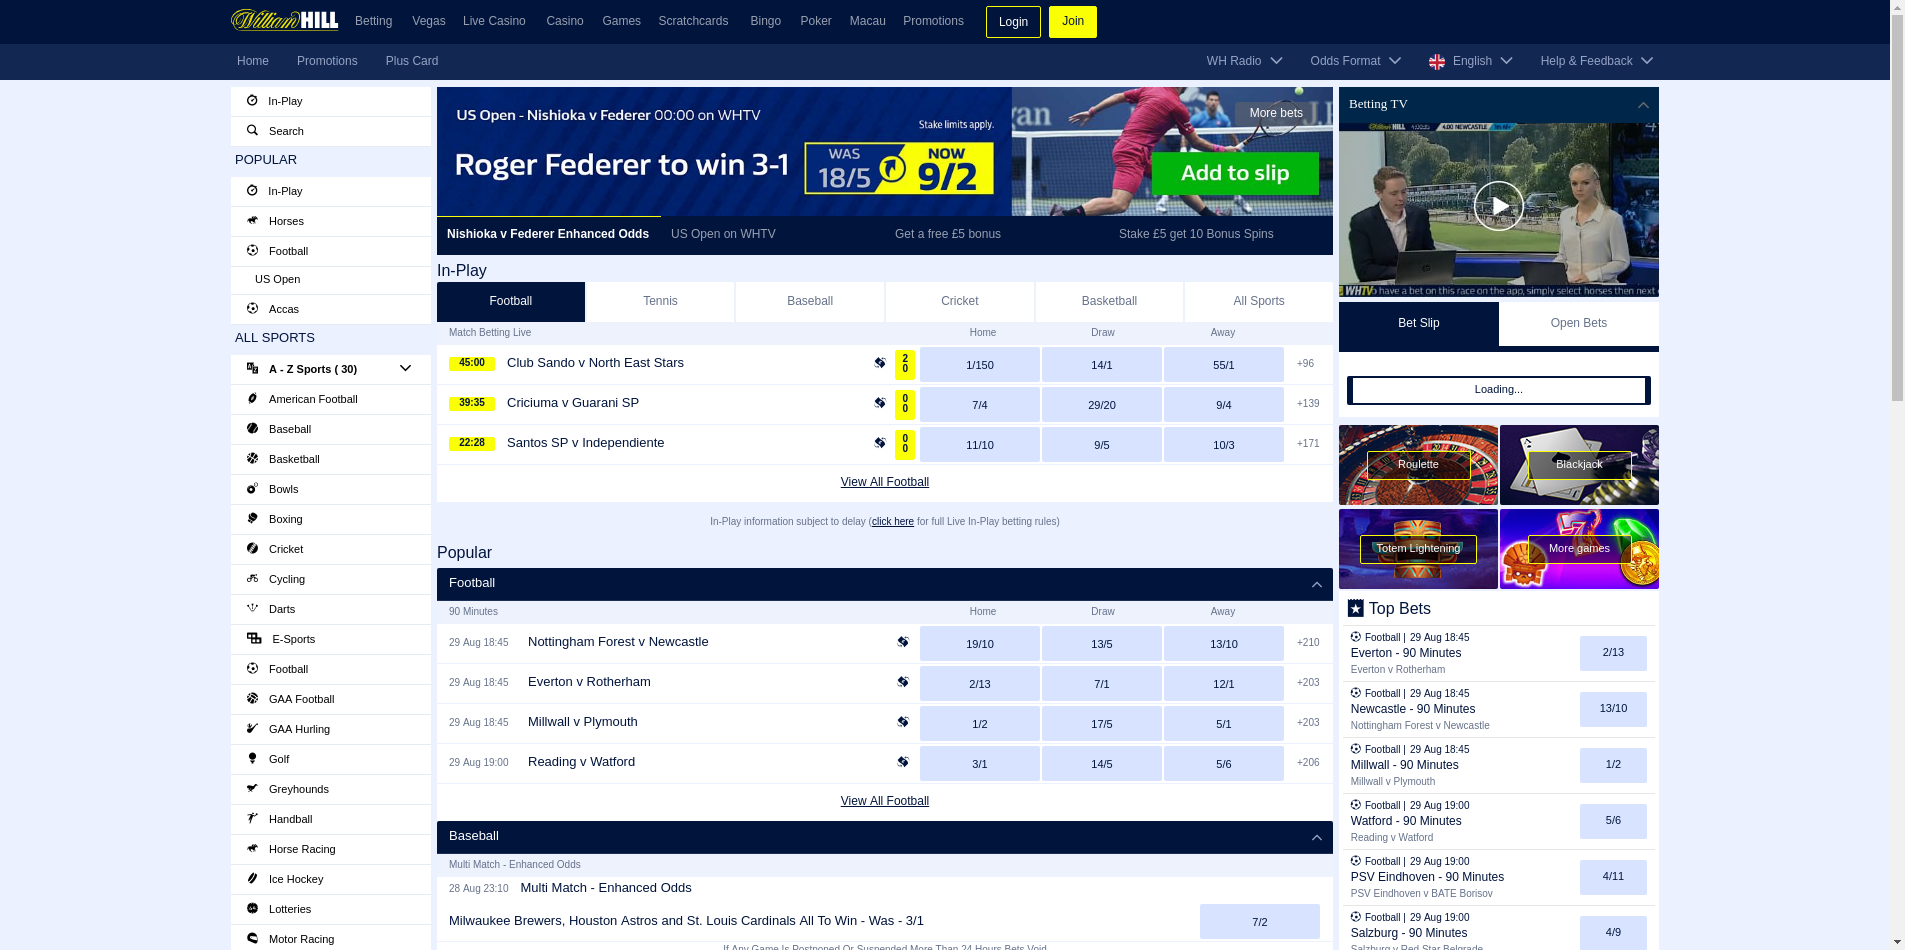 William HILL Betting Vegas Live Casino Casino Games Scratchcards Bingo Poker Macau Promotions Login Join
Home Promotions Plus Card WH Radio Odds Format English Help & Feedback
In-Play
Search
POPULAR
In-Play
Horses
Football
US Open
Accas
ALL SPORTS
A - Z Sports ( 30)
American Football
Baseball
Basketball
Bowls
Boxing
Cricket
Cycling
Darts
E-Sports
Football
GAA Football
GAA Hurling
Golf
Greyhounds
Handball
Horse Racing
Ice Hockey
Lotteries
Motor Racing
US Open - Nishioka v Federer 00:00 on WHTV
More bets
Stake limits apply.
Roger Federer to win 3-1
WAS 18/5
NOW 9/2
Add to slip
Nishioka v Federer Enhanced Odds US Open on WHTV Get a free £5 bonus Stake £5 get 10 Bonus Spins
In-Play
Football Tennis Baseball Cricket Basketball All Sports
Match Betting Live Home Draw Away
45:00 Club Sando v North East Stars 2 0 1/150 14/1 55/1 +96
39:35 Criciuma v Guarani SP 0 0 7/4 29/20 9/4 +139
22:28 Santos SP v Independiente 0 0 11/10 9/5 10/3 +171
View All Football
In-Play information subject to delay (click here for full Live In-Play betting rules)
Popular
Football
90 Minutes Home Draw Away
29 Aug 18:45 Nottingham Forest v Newcastle 19/10 13/5 13/10 +210
29 Aug 18:45 Everton v Rotherham 2/13 7/1 12/1 +203
29 Aug 18:45 Millwall v Plymouth 1/2 17/5 5/1 +203
29 Aug 19:00 Reading v Watford 3/1 14/5 5/6 +206
View All Football
Baseball
Multi Match - Enhanced Odds
28 Aug 23:10 Multi Match - Enhanced Odds
Milwaukee Brewers, Houston Astros and St. Louis Cardinals All To Win - Was - 3/1 7/2
If Any Game Is Postponed Or Suspended More Than 24 Hours Bets Void
Betting TV
4.00 NEWCASTLE
WHTV o have a bet on this race on the app, simply select horses then next
Bet Slip Open Bets
Loading...
Roulette Blackjack
Totem Lightening More games
Top Bets
Football | 29 Aug 18:45
Everton - 90 Minutes 2/13
Everton v Rotherham
Football | 29 Aug 18:45
Newcastle - 90 Minutes 13/10
Nottingham Forest v Newcastle
Football | 29 Aug 18:45
Millwall - 90 Minutes 1/2
Millwall v Plymouth
Football | 29 Aug 19:00
Watford - 90 Minutes 5/6
Reading v Watford
Football | 29 Aug 19:00
PSV Eindhoven - 90 Minutes 4/11
PSV Eindhoven v BATE Borisov
Football | 29 Aug 19:00
Salzburg - 90 Minutes 4/9
Salzburg v Red Star Belgrade